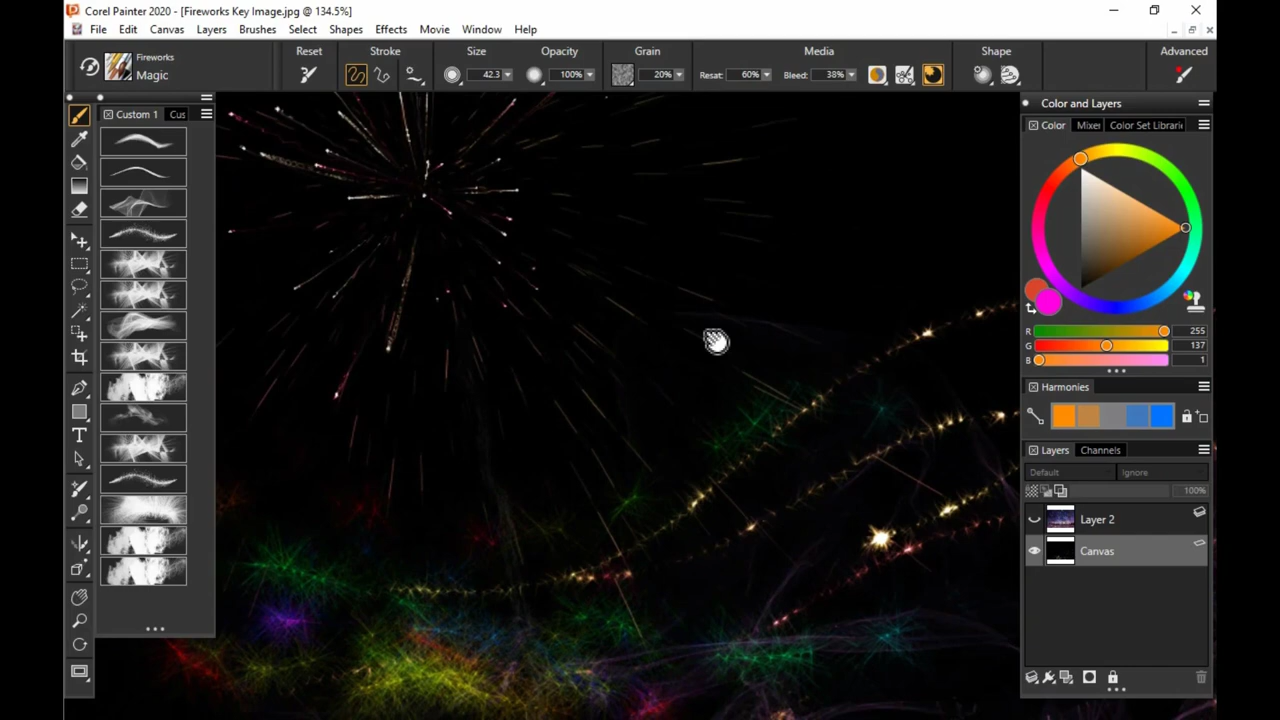 Corel Painter 2020 - [Fireworks Key Image.jpg @ 134.5%]
File Edit Canvas Layers Brushes Select Shapes Effects Movie Window Help
Fireworks
Magic
Reset Stroke Size Opacity Grain Media Shape Advanced
42.3 100% 20% Resat: 60% Bleed: 38%
Custom 1 Cus
Color and Layers
Color Mixer Color Set Librari
R 255
G 137
B 1
Harmonies
Layers Channels
Default Ignore
100%
Layer 2
Canvas
T